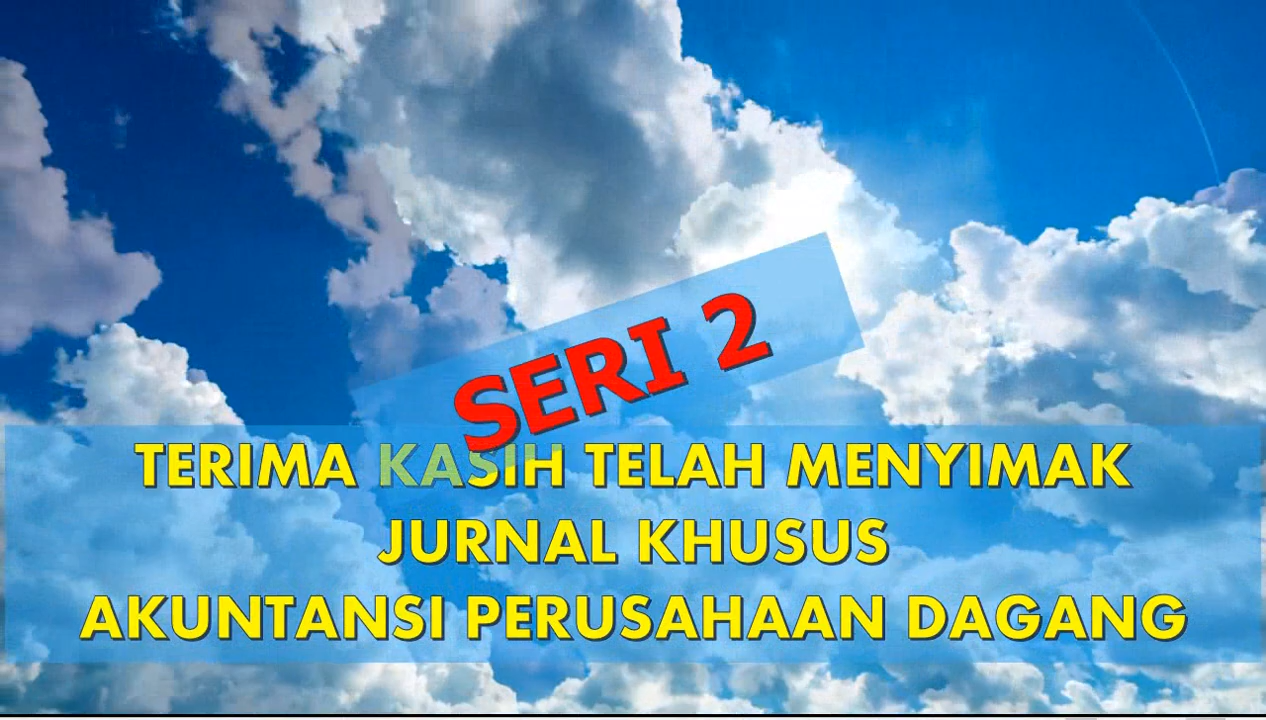 SERI 2
TERIMA KASIH TELAH MENYIMAK
JURNAL KHUSUS
AKUNTANSI PERUSAHAAN DAGANG